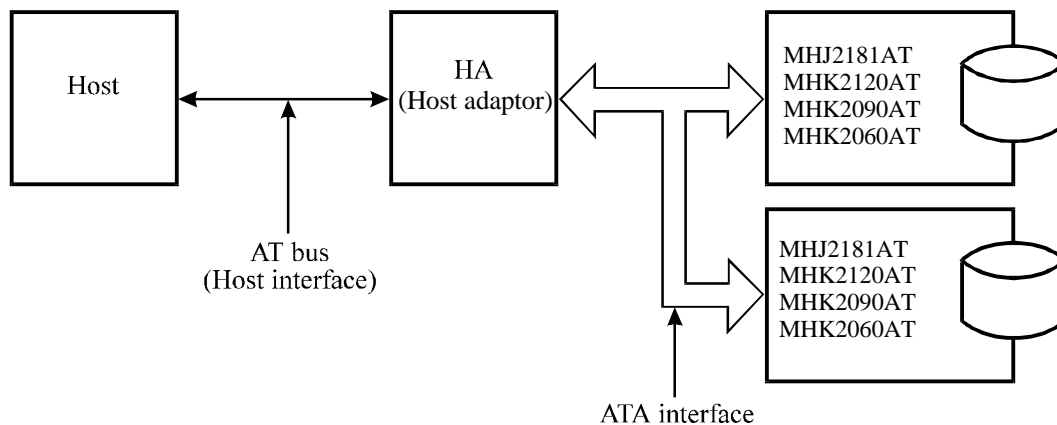 Host
HA
(Host adaptor)
MHJ2181AT
MHK2120AT
MHK2090AT
MHK2060AT
AT bus
(Host interface)
MHJ2181AT
MHK2120AT
MHK2090AT
MHK2060AT
ATA interface